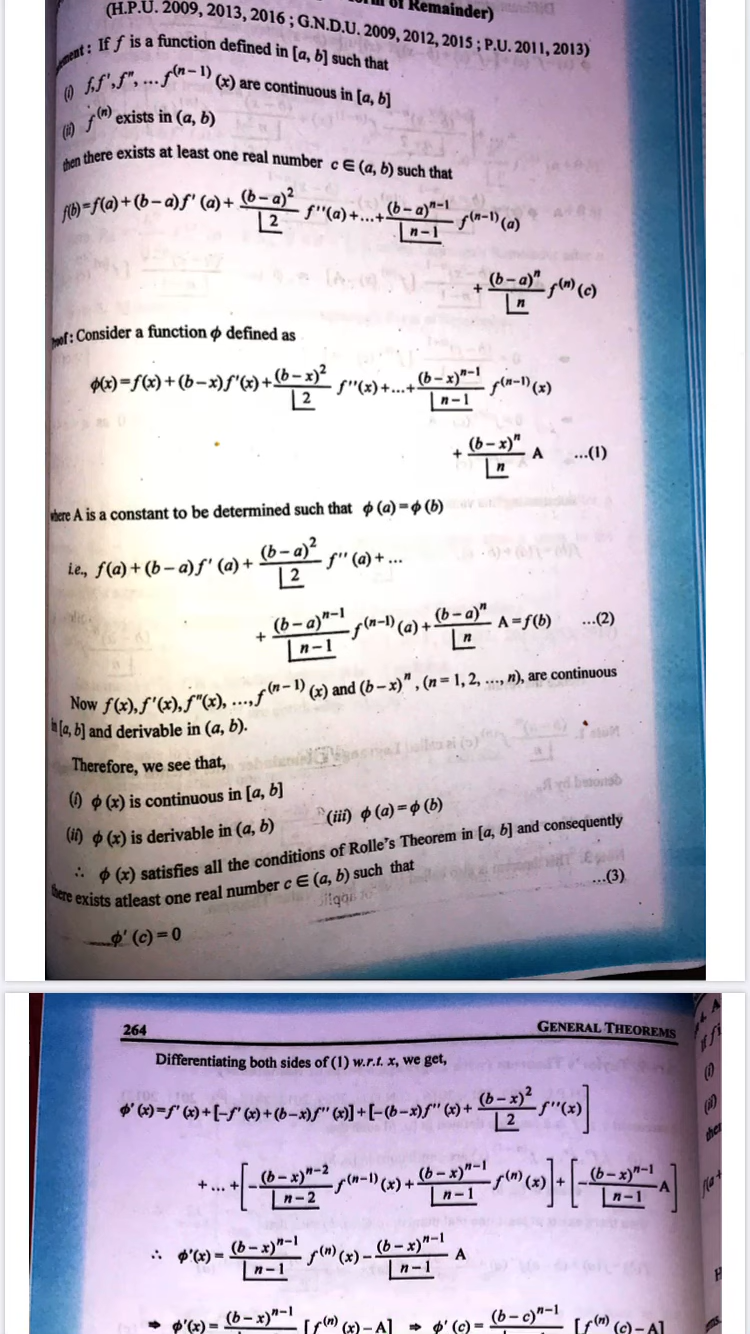 of Remainder)
(H.P.U. 2009, 2013, 2016 ; G.N.D.U. 2009, 2012, 2015 ; P.U. 2011, 2013)
: If f is a function defined in [a, b] such that
(i) f, f', f'', ... f^(n−1) (x) are continuous in [a, b]
(ii) f^(n) exists in (a, b)
then there exists at least one real number c ∈ (a, b) such that
f(b) = f(a) + (b−a) f' (a) + (b−a)^2 / ⌊2 f''(a) + ... + (b−a)^(n−1) / ⌊n−1 f^(n−1) (a)
+ (b−a)^n / ⌊n f^(n) (c)
: Consider a function ϕ defined as
ϕ(x) = f(x) + (b−x) f'(x) + (b−x)^2 / ⌊2 f''(x) + ... + (b−x)^(n−1) / ⌊n−1 f^(n−1) (x)
+ (b−x)^n / ⌊n A ...(1)
where A is a constant to be determined such that ϕ (a) = ϕ (b)
i.e., f(a) + (b−a) f' (a) + (b−a)^2 / ⌊2 f'' (a) + ...
+ (b−a)^(n−1) / ⌊n−1 f^(n−1) (a) + (b−a)^n / ⌊n A = f(b) ...(2)
Now f(x), f'(x), f''(x), ..., f^(n−1) (x) and (b−x)^n , (n = 1, 2, ..., n), are continuous
in [a, b] and derivable in (a, b).
Therefore, we see that,
(i) ϕ (x) is continuous in [a, b]
(ii) ϕ (x) is derivable in (a, b) (iii) ϕ (a) = ϕ (b)
∴ ϕ (x) satisfies all the conditions of Rolle's Theorem in [a, b] and consequently
there exists atleast one real number c ∈ (a, b) such that
ϕ' (c) = 0 ...(3)
264 GENERAL THEOREMS
Differentiating both sides of (1) w.r.t. x, we get,
ϕ' (x) = f' (x) + [−f' (x) + (b−x) f'' (x)] + [−(b−x) f'' (x) + (b−x)^2 / ⌊2 f''(x)]
+ ... + [− (b−x)^(n−2) / ⌊n−2 f^(n−1) (x) + (b−x)^(n−1) / ⌊n−1 f^(n) (x)] + [− (b−x)^(n−1) / ⌊n−1 A]
∴ ϕ'(x) = (b−x)^(n−1) / ⌊n−1 f^(n) (x) − (b−x)^(n−1) / ⌊n−1 A
⇒ ϕ'(x) = (b−x)^(n−1) [f^(n) (x) − A] ⇒ ϕ' (c) = (b−c)^(n−1) [f^(n) (c) − A]
If
(i)
(ii)